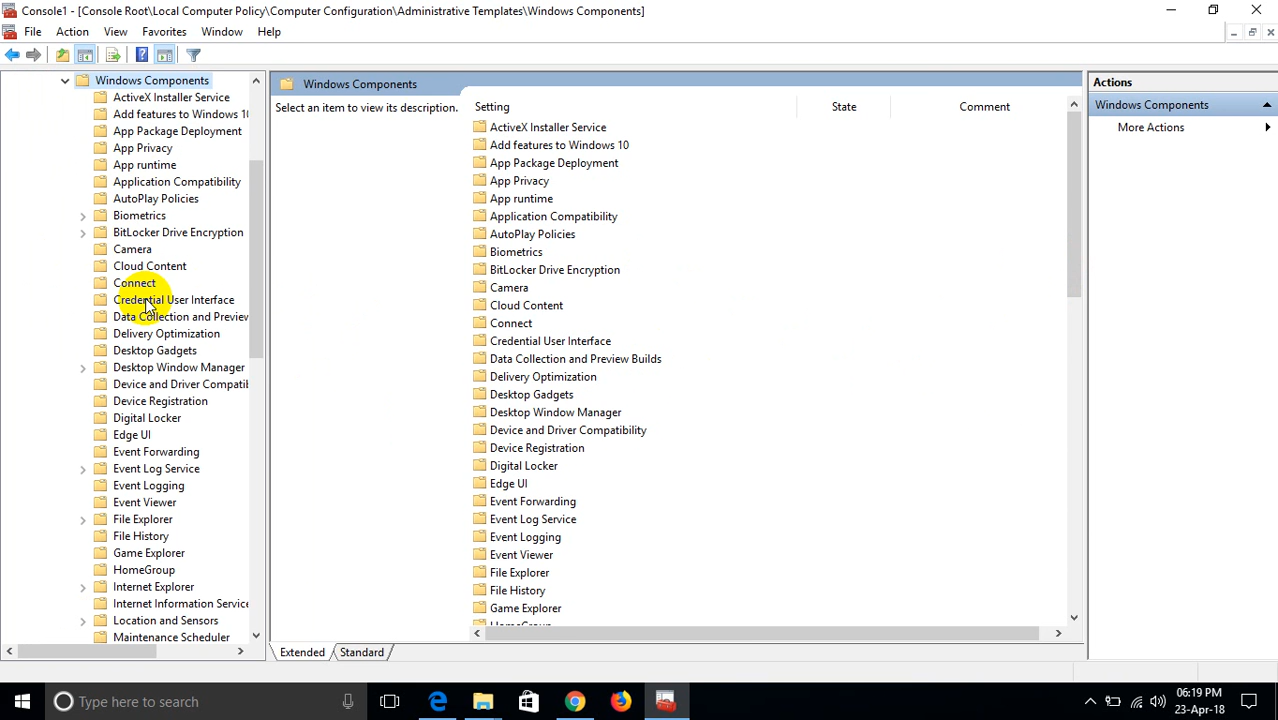 Console1 - [Console Root\Local Computer Policy\Computer Configuration\Administrative Templates\Windows Components]
File Action View Favorites Window Help
Windows Components
ActiveX Installer Service
Add features to Windows 10
App Package Deployment
App Privacy
App runtime
Application Compatibility
AutoPlay Policies
Biometrics
BitLocker Drive Encryption
Camera
Cloud Content
Connect
Credential User Interface
Data Collection and Preview
Delivery Optimization
Desktop Gadgets
Desktop Window Manager
Device and Driver Compatib
Device Registration
Digital Locker
Edge UI
Event Forwarding
Event Log Service
Event Logging
Event Viewer
File Explorer
File History
Game Explorer
HomeGroup
Internet Explorer
Internet Information Service
Location and Sensors
Maintenance Scheduler
Windows Components
Select an item to view its description.
Setting State Comment
ActiveX Installer Service
Add features to Windows 10
App Package Deployment
App Privacy
App runtime
Application Compatibility
AutoPlay Policies
Biometrics
BitLocker Drive Encryption
Camera
Cloud Content
Connect
Credential User Interface
Data Collection and Preview Builds
Delivery Optimization
Desktop Gadgets
Desktop Window Manager
Device and Driver Compatibility
Device Registration
Digital Locker
Edge UI
Event Forwarding
Event Log Service
Event Logging
Event Viewer
File Explorer
File History
Game Explorer
HomeGroup
Extended Standard
Actions
Windows Components
More Actions
Type here to search
06:19 PM
23-Apr-18